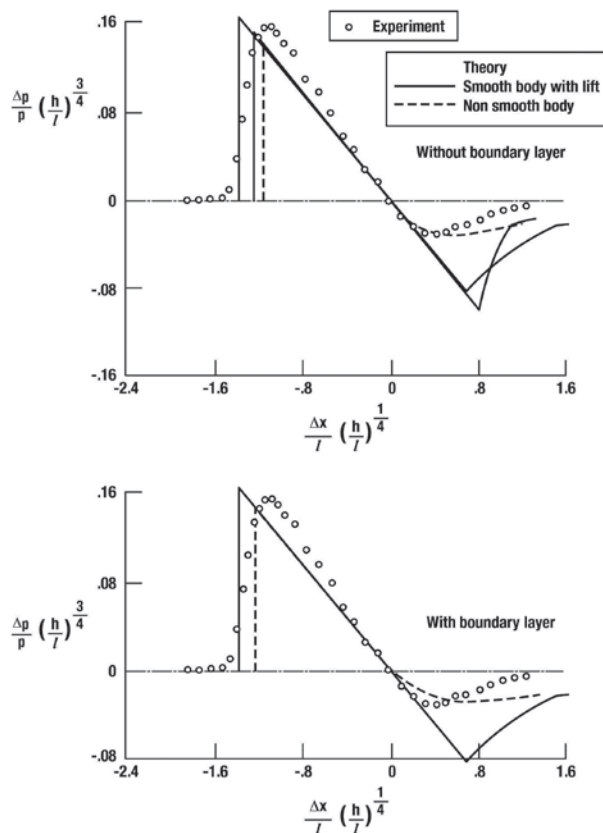 Experiment
Theory
Smooth body with lift
Non smooth body
Without boundary layer
.16
.08
0
-.08
-.16
Δp/p (h/l)^3/4
-2.4 -1.6 -.8 0 .8 1.6
Δx/l (h/l)^1/4
.16
.08
0
-.08
Δp/p (h/l)^3/4
With boundary layer
-2.4 -1.6 -.8 0 .8 1.6
Δx/l (h/l)^1/4